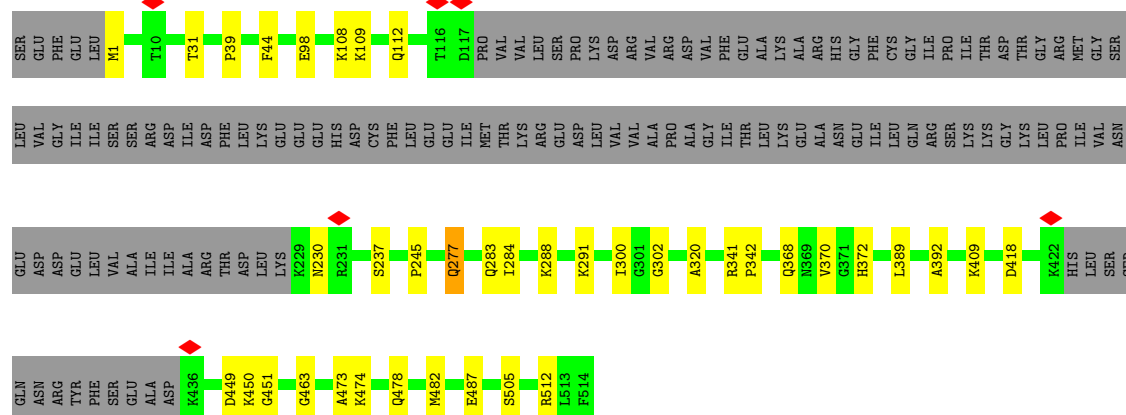 SER GLU PHE GLU LEU M1 T10 T31 P39 F44 E98 K108 K109 Q112 T116 D117 PRO VAL VAL LEU SER PRO LYS ASP ARG VAL ARG ASP VAL PHE GLU ALA LYS ALA ARG HIS GLY PHE CYS GLY ILE PRO ILE THR ASP THR GLY ARG MET GLY SER
LEU VAL GLY ILE ILE SER SER ARG ASP ILE ASP PHE LEU LYS GLU GLU GLU HIS ASP CYS PHE LEU GLU GLU ILE MET THR LYS ARG GLU ASP LEU VAL VAL ALA PRO ALA GLY ILE THR LEU LYS GLU ALA ASN GLU ILE LEU GLN ARG SER LYS LYS GLY LYS LEU PRO ILE VAL ASN
GLU ASP ASP GLU LEU VAL ALA ILE ILE ALA ARG THR ASP LEU LYS K229 N230 R231 S237 P245 Q277 Q283 I284 K288 K291 I300 G301 G302 A320 R341 P342 Q368 N369 V370 G371 H372 L389 A392 K409 D418 K422 HIS LEU SER
GLN ASN ARG TYR PHE SER GLU ALA ASP K436 D449 K450 G451 G463 A473 K474 Q478 M482 E487 S505 R512 L513 F514